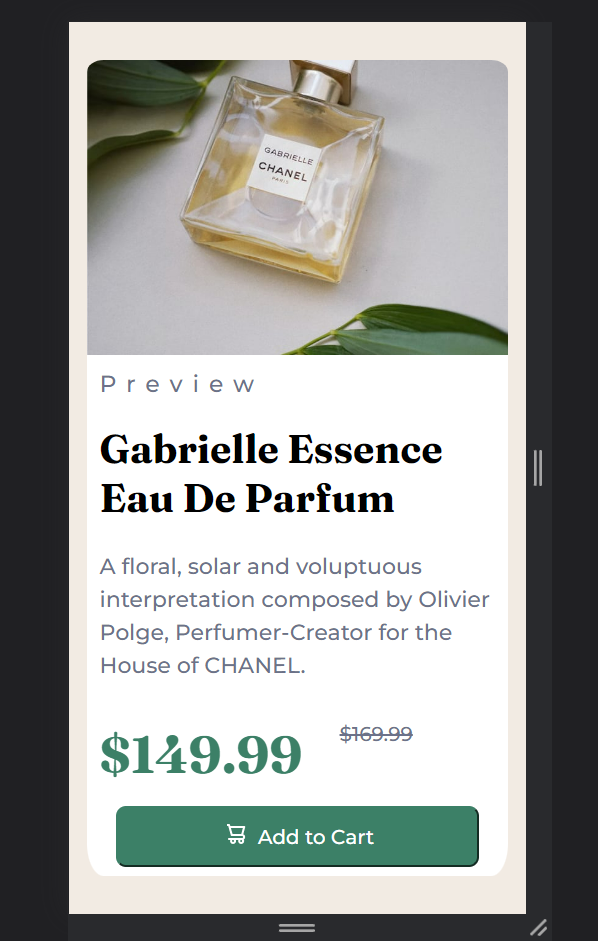 GABRIELLE
CHANEL
PARIS
Preview
Gabrielle Essence
Eau De Parfum
A floral, solar and voluptuous
interpretation composed by Olivier
Polge, Perfumer-Creator for the
House of CHANEL.
$149.99 $169.99
Add to Cart